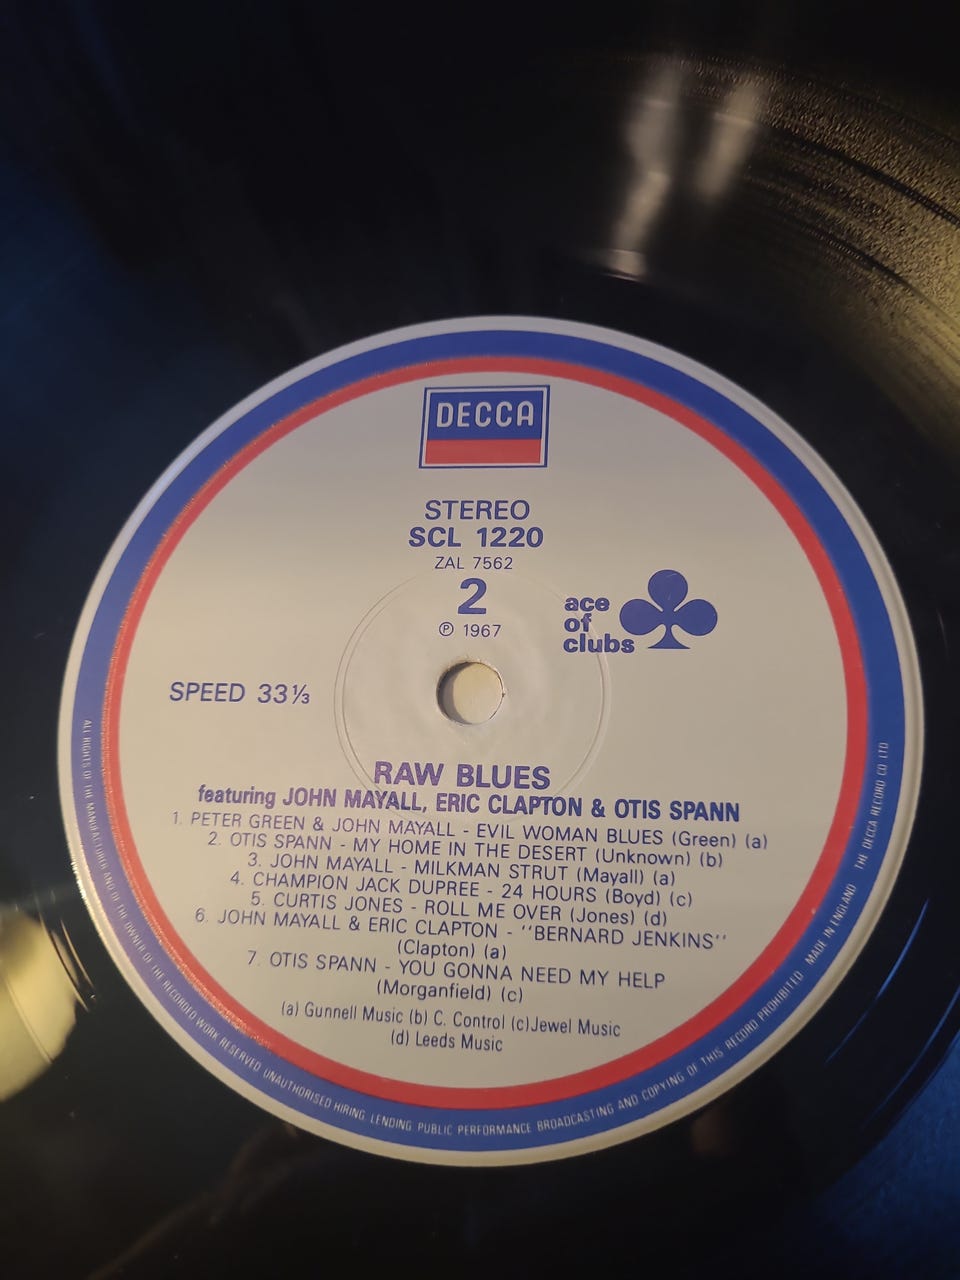 DECCA
STEREO
SCL 1220
ZAL 7562
2
℗ 1967
ace
of
clubs
SPEED 33⅓
RAW BLUES
featuring JOHN MAYALL, ERIC CLAPTON & OTIS SPANN
1. PETER GREEN & JOHN MAYALL - EVIL WOMAN BLUES (Green) (a)
2. OTIS SPANN - MY HOME IN THE DESERT (Unknown) (b)
3. JOHN MAYALL - MILKMAN STRUT (Mayall) (a)
4. CHAMPION JACK DUPREE - 24 HOURS (Boyd) (c)
5. CURTIS JONES - ROLL ME OVER (Jones) (d)
6. JOHN MAYALL & ERIC CLAPTON - "BERNARD JENKINS"
(Clapton) (a)
7. OTIS SPANN - YOU GONNA NEED MY HELP
(Morganfield) (c)
(a) Gunnell Music (b) C. Control (c)Jewel Music
(d) Leeds Music
ALL RIGHTS OF THE MANUFACTURER AND OF THE OWNER OF THE RECORDED WORK RESERVED UNAUTHORISED HIRING, LENDING, PUBLIC PERFORMANCE BROADCASTING AND COPYING OF THIS RECORD PROHIBITED MADE IN ENGLAND THE DECCA RECORD CO LTD